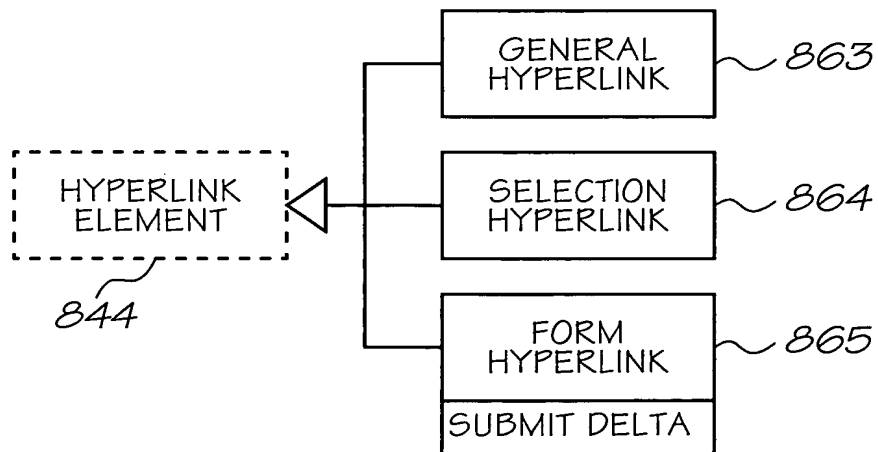 GENERAL
HYPERLINK
863
HYPERLINK
ELEMENT
844
SELECTION
HYPERLINK
864
FORM
HYPERLINK
865
SUBMIT DELTA